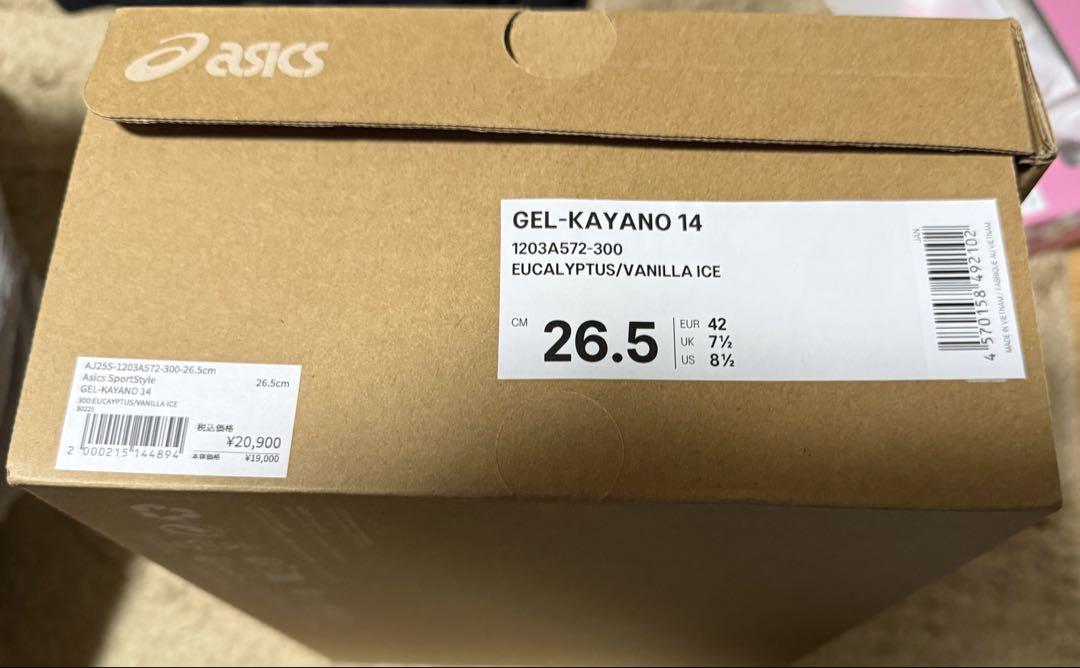 asics
GEL-KAYANO 14
1203A572-300
EUCALYPTUS/VANILLA ICE
CM 26.5
EUR 42
UK 7½
US 8½
JAN
4 570158 492102
MADE IN VIETNAM / FABRIQUÉ AU VIETNAM
AJ25S-1203A572-300-26.5cm
Asics SportStyle 26.5cm
GEL-KAYANO 14
300:EUCAYPTUS/VANILLA ICE
30225
税込価格
¥20,900
本体価格 ¥19,000
2 000215 144894